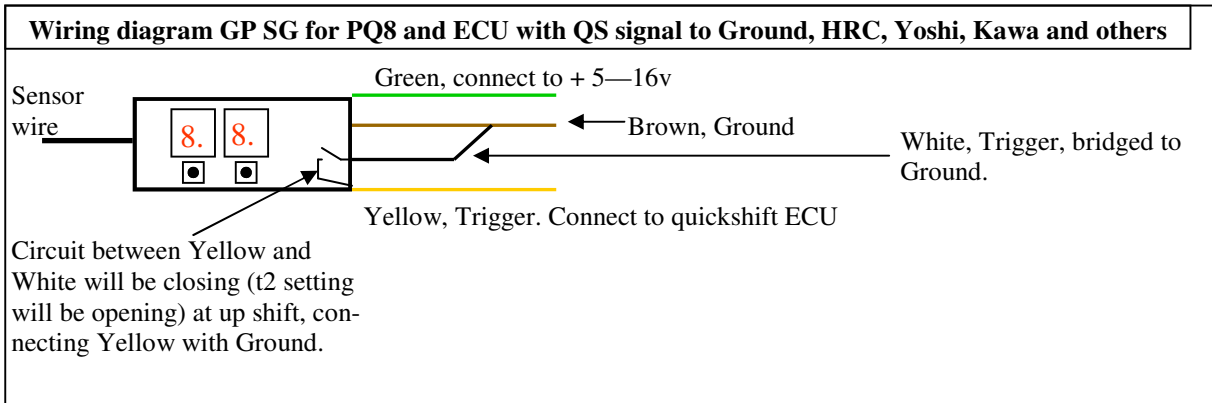 Wiring diagram GP SG for PQ8 and ECU with QS signal to Ground, HRC, Yoshi, Kawa and others
Green, connect to + 5—16v
Sensor
wire
8. 8.
Brown, Ground
White, Trigger, bridged to
Ground.
Yellow, Trigger. Connect to quickshift ECU
Circuit between Yellow and
White will be closing (t2 setting
will be opening) at up shift, con-
necting Yellow with Ground.